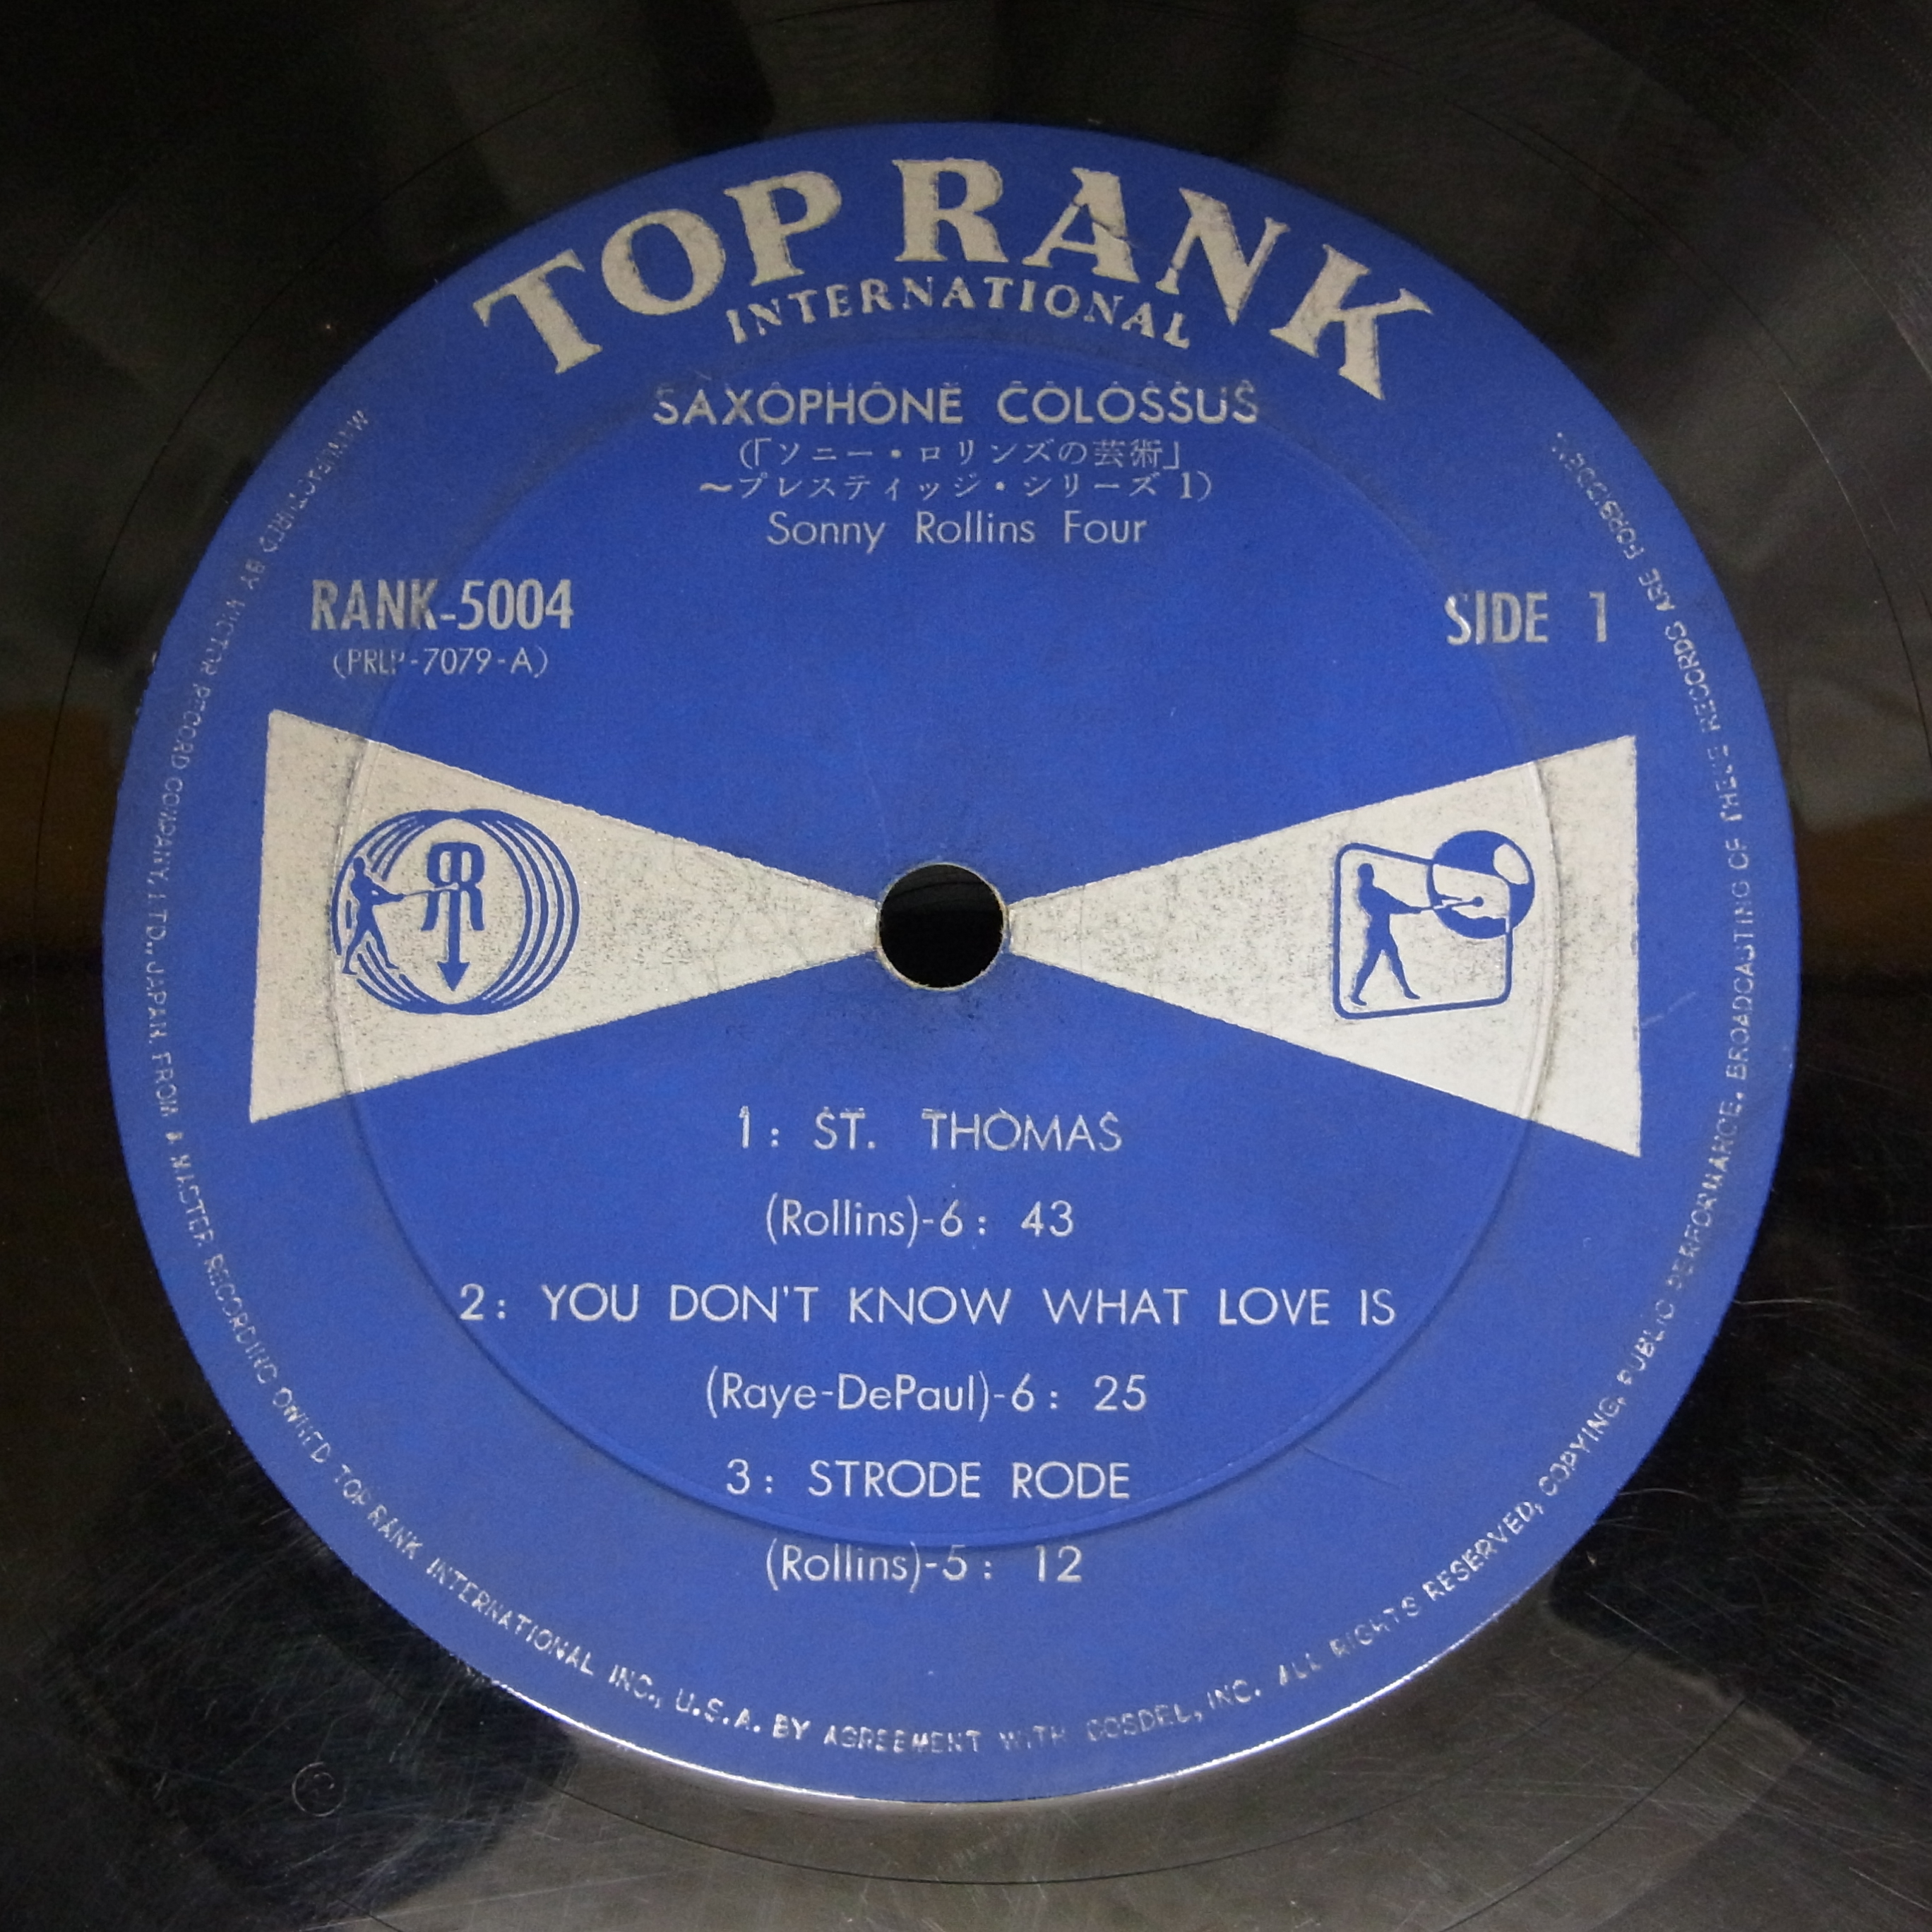 TOP RANK
INTERNATIONAL
SAXOPHONE COLOSSUS
(「ソニー・ロリンズの芸術」
~プレスティッジ・シリーズ 1)
Sonny Rollins Four
RANK-5004
SIDE 1
(PRLP-7079-A)
RR
1: ST. THOMAS
(Rollins)-6: 43
2: YOU DON'T KNOW WHAT LOVE IS
(Raye-DePaul)-6: 25
3: STRODE RODE
(Rollins)-5: 12
MANUFACTURED BY VICTOR RECORD COMPANY, LTD., JAPAN. FROM A MASTER RECORDING OWNED TOP RANK INTERNATIONAL INC., U.S.A. BY AGREEMENT WITH COSDEL, INC. ALL RIGHTS RESERVED, COPYING, PUBLIC PERFORMANCE, BROADCASTING OF THESE RECORDS ARE FORBIDDEN.
Ⓒ